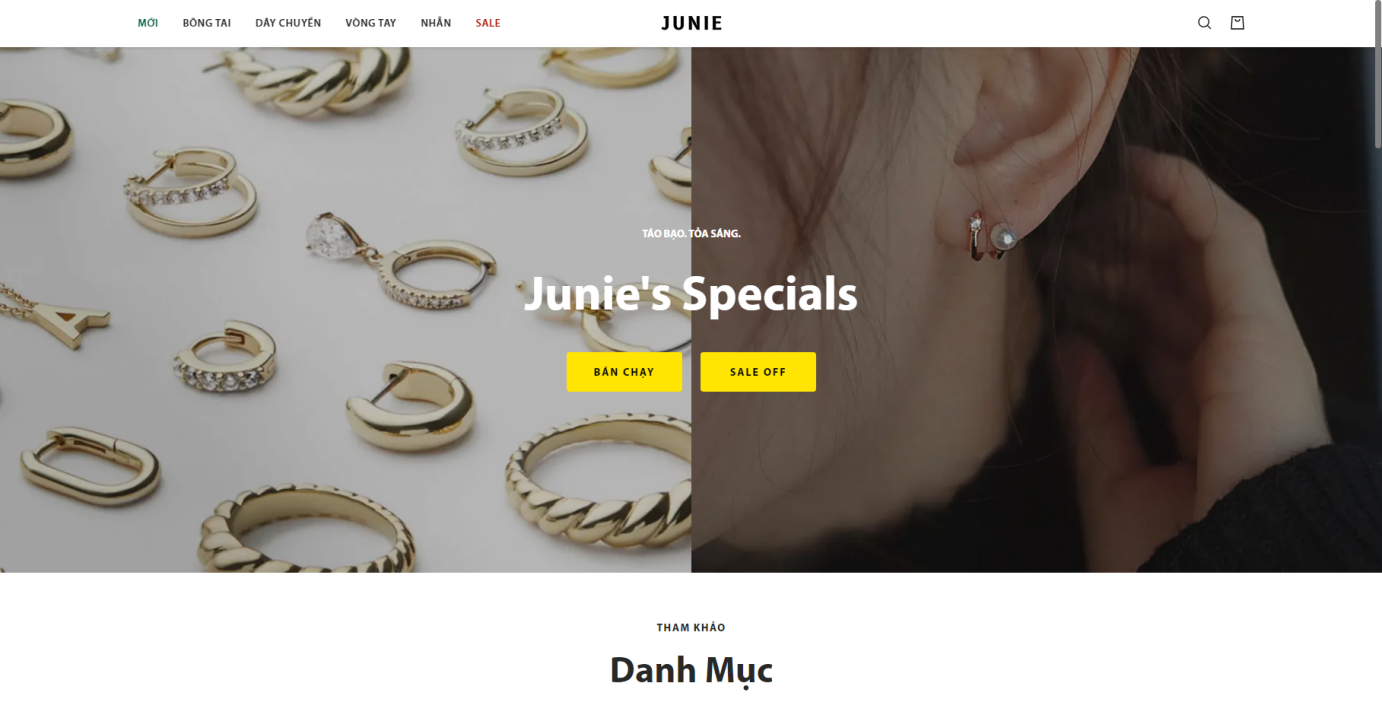 MỚI BÔNG TAI DÂY CHUYỀN VÒNG TAY NHẪN SALE
JUNIE
TÁO BẠO. TỎA SÁNG.
Junie's Specials
BÁN CHẠY SALE OFF
THAM KHẢO
Danh Mục